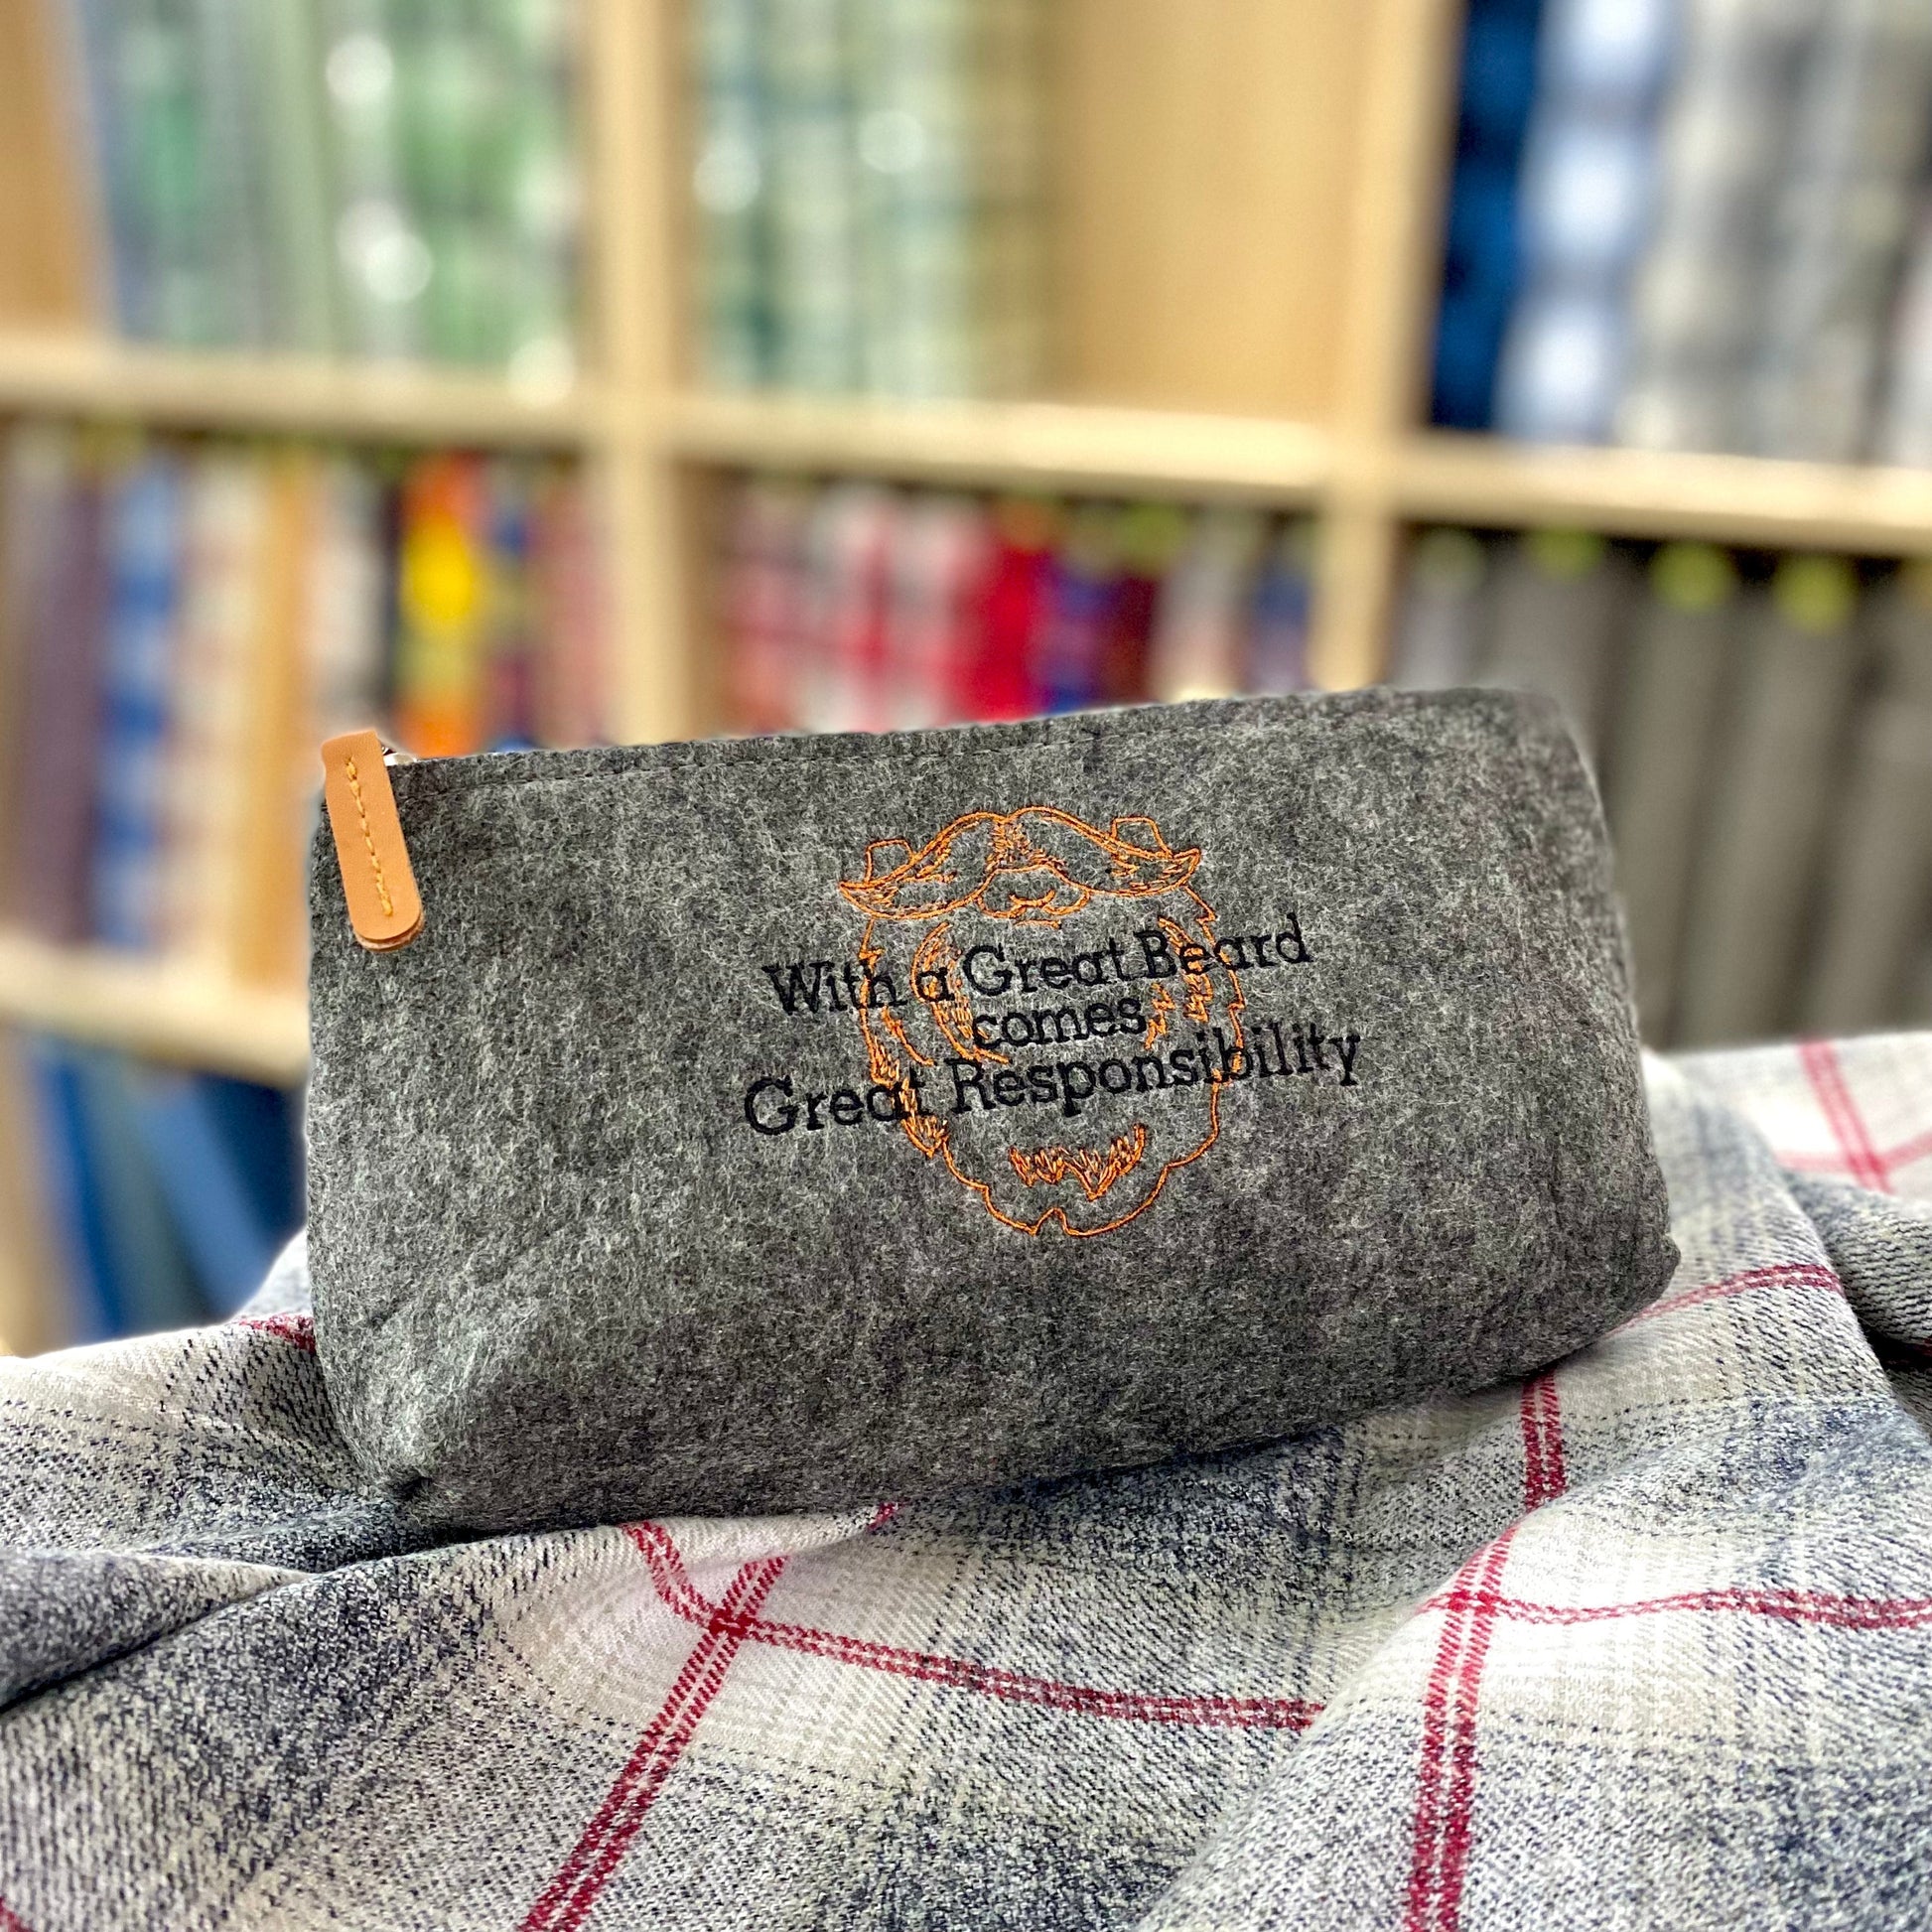 With a Great Beard
comes
Great Responsibility